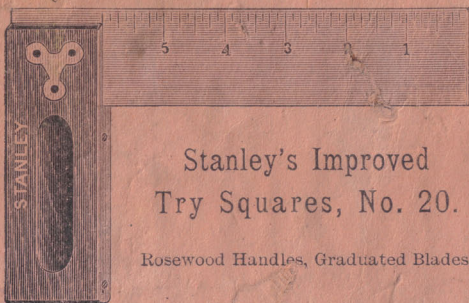 5 4 3 2 1
STANLEY
Stanley's Improved
Try Squares, No. 20.
Rosewood Handles, Graduated Blades